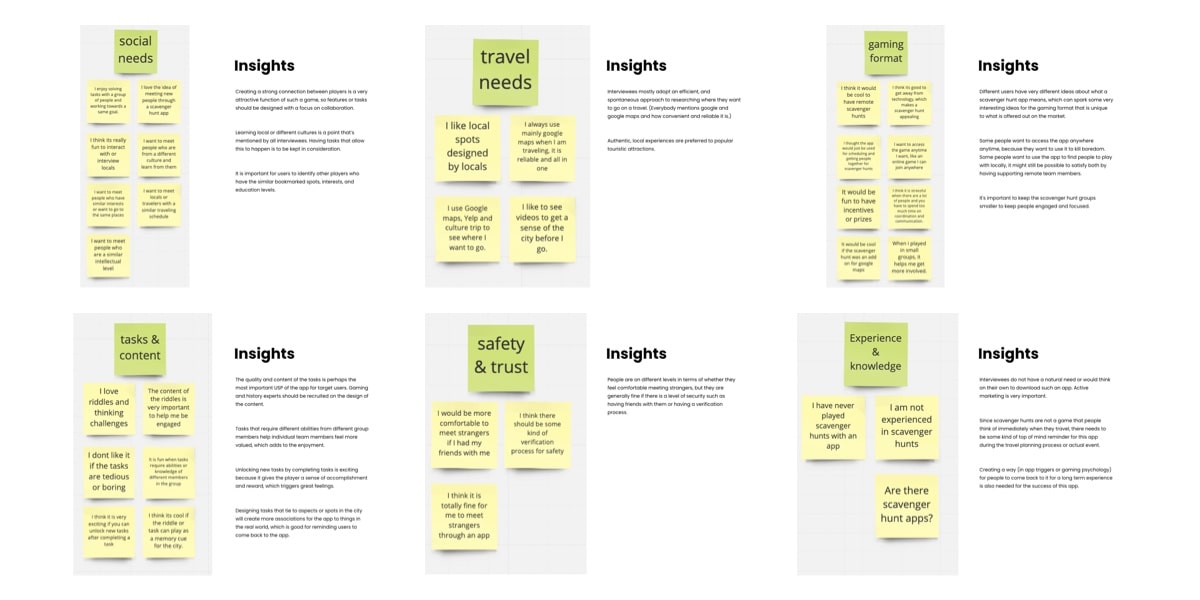 social
needs
I enjoy solving
tasks with a group
of people and
working towards a
same goal
I love the idea of
meeting new
people through
a scavenger
hunt app
I think its really
fun to interact
with or
interview
locals
I want to meet
people who are
from a different
culture and
learn from them
I want to meet
people who have
similar interests
or want to go to
the same places
I want to meet
locals or
travelers with a
similar traveling
schedule
I want to meet
people who
are a similar
intellectual
level
Insights
Creating a strong connection between players is a very
attractive function of such a game, so features or tasks
should be designed with a focus on collaboration.
Learning local or different cultures is a point that's
mentioned by all interviewees. Having tasks that allow
this to happen is to be kept in consideration.
It is important for users to identify other players who
have the similar bookmarked spots, interests, and
education levels.
travel
needs
I like local
spots
designed
by locals
I always use
mainly google
maps when I am
traveling, it is
reliable and all in
one
I use Google
maps, Yelp and
culture trip to
see where I
want to go.
I like to see
videos to get a
sense of the
city before I
go.
Insights
Interviewees mostly adopt an efficient, and
spontaneous approach to researching where they want
to go on a travel. (Everybody mentions google and
google maps and how convenient and reliable it is.)
Authentic, local experiences are preferred to popular
touristic attractions.
gaming
format
I think it would
be cool to
have remote
scavenger
hunts
I think its good to
get away from
technology, which
makes a
scavenger hunt
appealing
I thought the app
would just be used
for scheduling and
getting people
together for
scavenger hunts
I want to access
the game anytime
I want, like an
online game I can
join anywhere
It would be
fun to have
incentives
or prizes
I think it is stressful
when there are a lot
of people and you
have to spend too
much time on
coordination and
communication.
It would be cool
if the scavenger
hunt was an add
on for google
maps
When I played
in small
groups, it
helps me get
more involved.
Insights
Different users have very different ideas about what a
scavenger hunt app means, which can spark some very
interesting ideas for the gaming format that is unique
to what is offered out on the market.
Some people want to access the app anywhere
anytime, because they want to use it to kill boredom.
Some people want to use the app to find people to play
with locally, it might still be possible to satisfy both by
having supporting remote team members.
It's important to keep the scavenger hunt groups
smaller to keep people engaged and focused.
tasks &
content
I love
riddles and
thinking
challenges
The content of
the riddles is
very important
to help me be
engaged
I dont like it
if the tasks
are tedious
or boring
It is fun when tasks
require abilities or
knowledge of
different members
in the group
I think it is very
exciting if you can
unlock new tasks
after completing a
task
I think its cool if
the riddle or
task can play as
a memory cue
for the city.
Insights
The quality and content of the tasks is perhaps the
most important USP of the app for target users. Gaming
and history experts should be recruited on the design of
the content.
Tasks that require different abilities from different group
members help individual team members feel more
valued, which adds to the enjoyment.
Unlocking new tasks by completing tasks is exciting
because it gives the player a sense of accomplishment
and reward, which triggers great feelings.
Designing tasks that tie to aspects or spots in the city
will create more associations for the app to things in
the real world, which is good for reminding users to
come back to the app.
safety
& trust
I would be more
comfortable to
meet strangers
if I had my
friends with me
I think there
should be some
kind of
verification
process for safety
I think it is
totally fine for
me to meet
strangers
through an app
Insights
People are on different levels in terms of whether they
feel comfortable meeting strangers, but they are
generally fine if there is a level of security such as
having friends with them or having a verification
process.
Experience
&
knowledge
I have never
played
scavenger
hunts with an
app
I am not
experienced
in scavenger
hunts
Are there
scavenger
hunt apps?
Insights
Interviewees do not have a natural need or would think
on their own to download such an app. Active
marketing is very important.
Since scavenger hunts are not a game that people
think of immediately when they travel, there needs to
be some kind of top of mind reminder for this app
during the travel planning process or actual event.
Creating a way (in app triggers or gaming psychology)
for people to come back to it for a long term experience
is also needed for the success of this app.